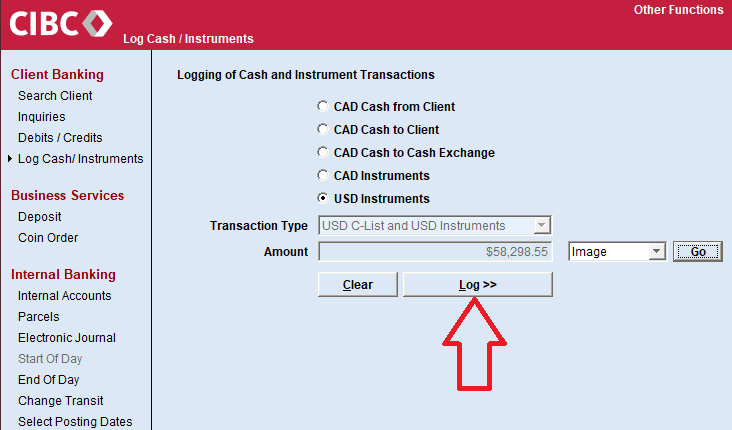 Other Functions
CIBC
Log Cash / Instruments
Client Banking
Search Client
Inquiries
Debits / Credits
Log Cash/ Instruments
Business Services
Deposit
Coin Order
Internal Banking
Internal Accounts
Parcels
Electronic Journal
Start Of Day
End Of Day
Change Transit
Select Posting Dates
Logging of Cash and Instrument Transactions
CAD Cash from Client
CAD Cash to Client
CAD Cash to Cash Exchange
CAD Instruments
USD Instruments
Transaction Type USD C-List and USD Instruments
Amount $58,298.55 Image Go
Clear Log >>